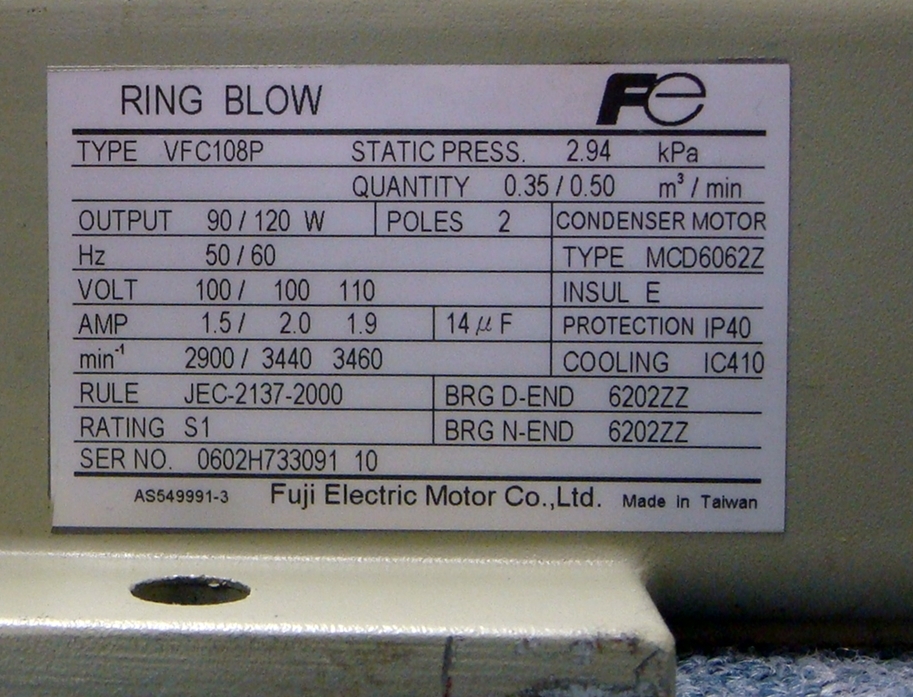 RING BLOW Fe
TYPE VFC108P STATIC PRESS. 2.94 kPa
QUANTITY 0.35 / 0.50 m³ / min
OUTPUT 90 / 120 W POLES 2 CONDENSER MOTOR
Hz 50 / 60 TYPE MCD6062Z
VOLT 100 / 100 110 INSUL E
AMP 1.5 / 2.0 1.9 14 μF PROTECTION IP40
min⁻¹ 2900 / 3440 3460 COOLING IC410
RULE JEC-2137-2000 BRG D-END 6202ZZ
RATING S1 BRG N-END 6202ZZ
SER NO. 0602H733091 10
AS549991-3 Fuji Electric Motor Co.,Ltd. Made in Taiwan